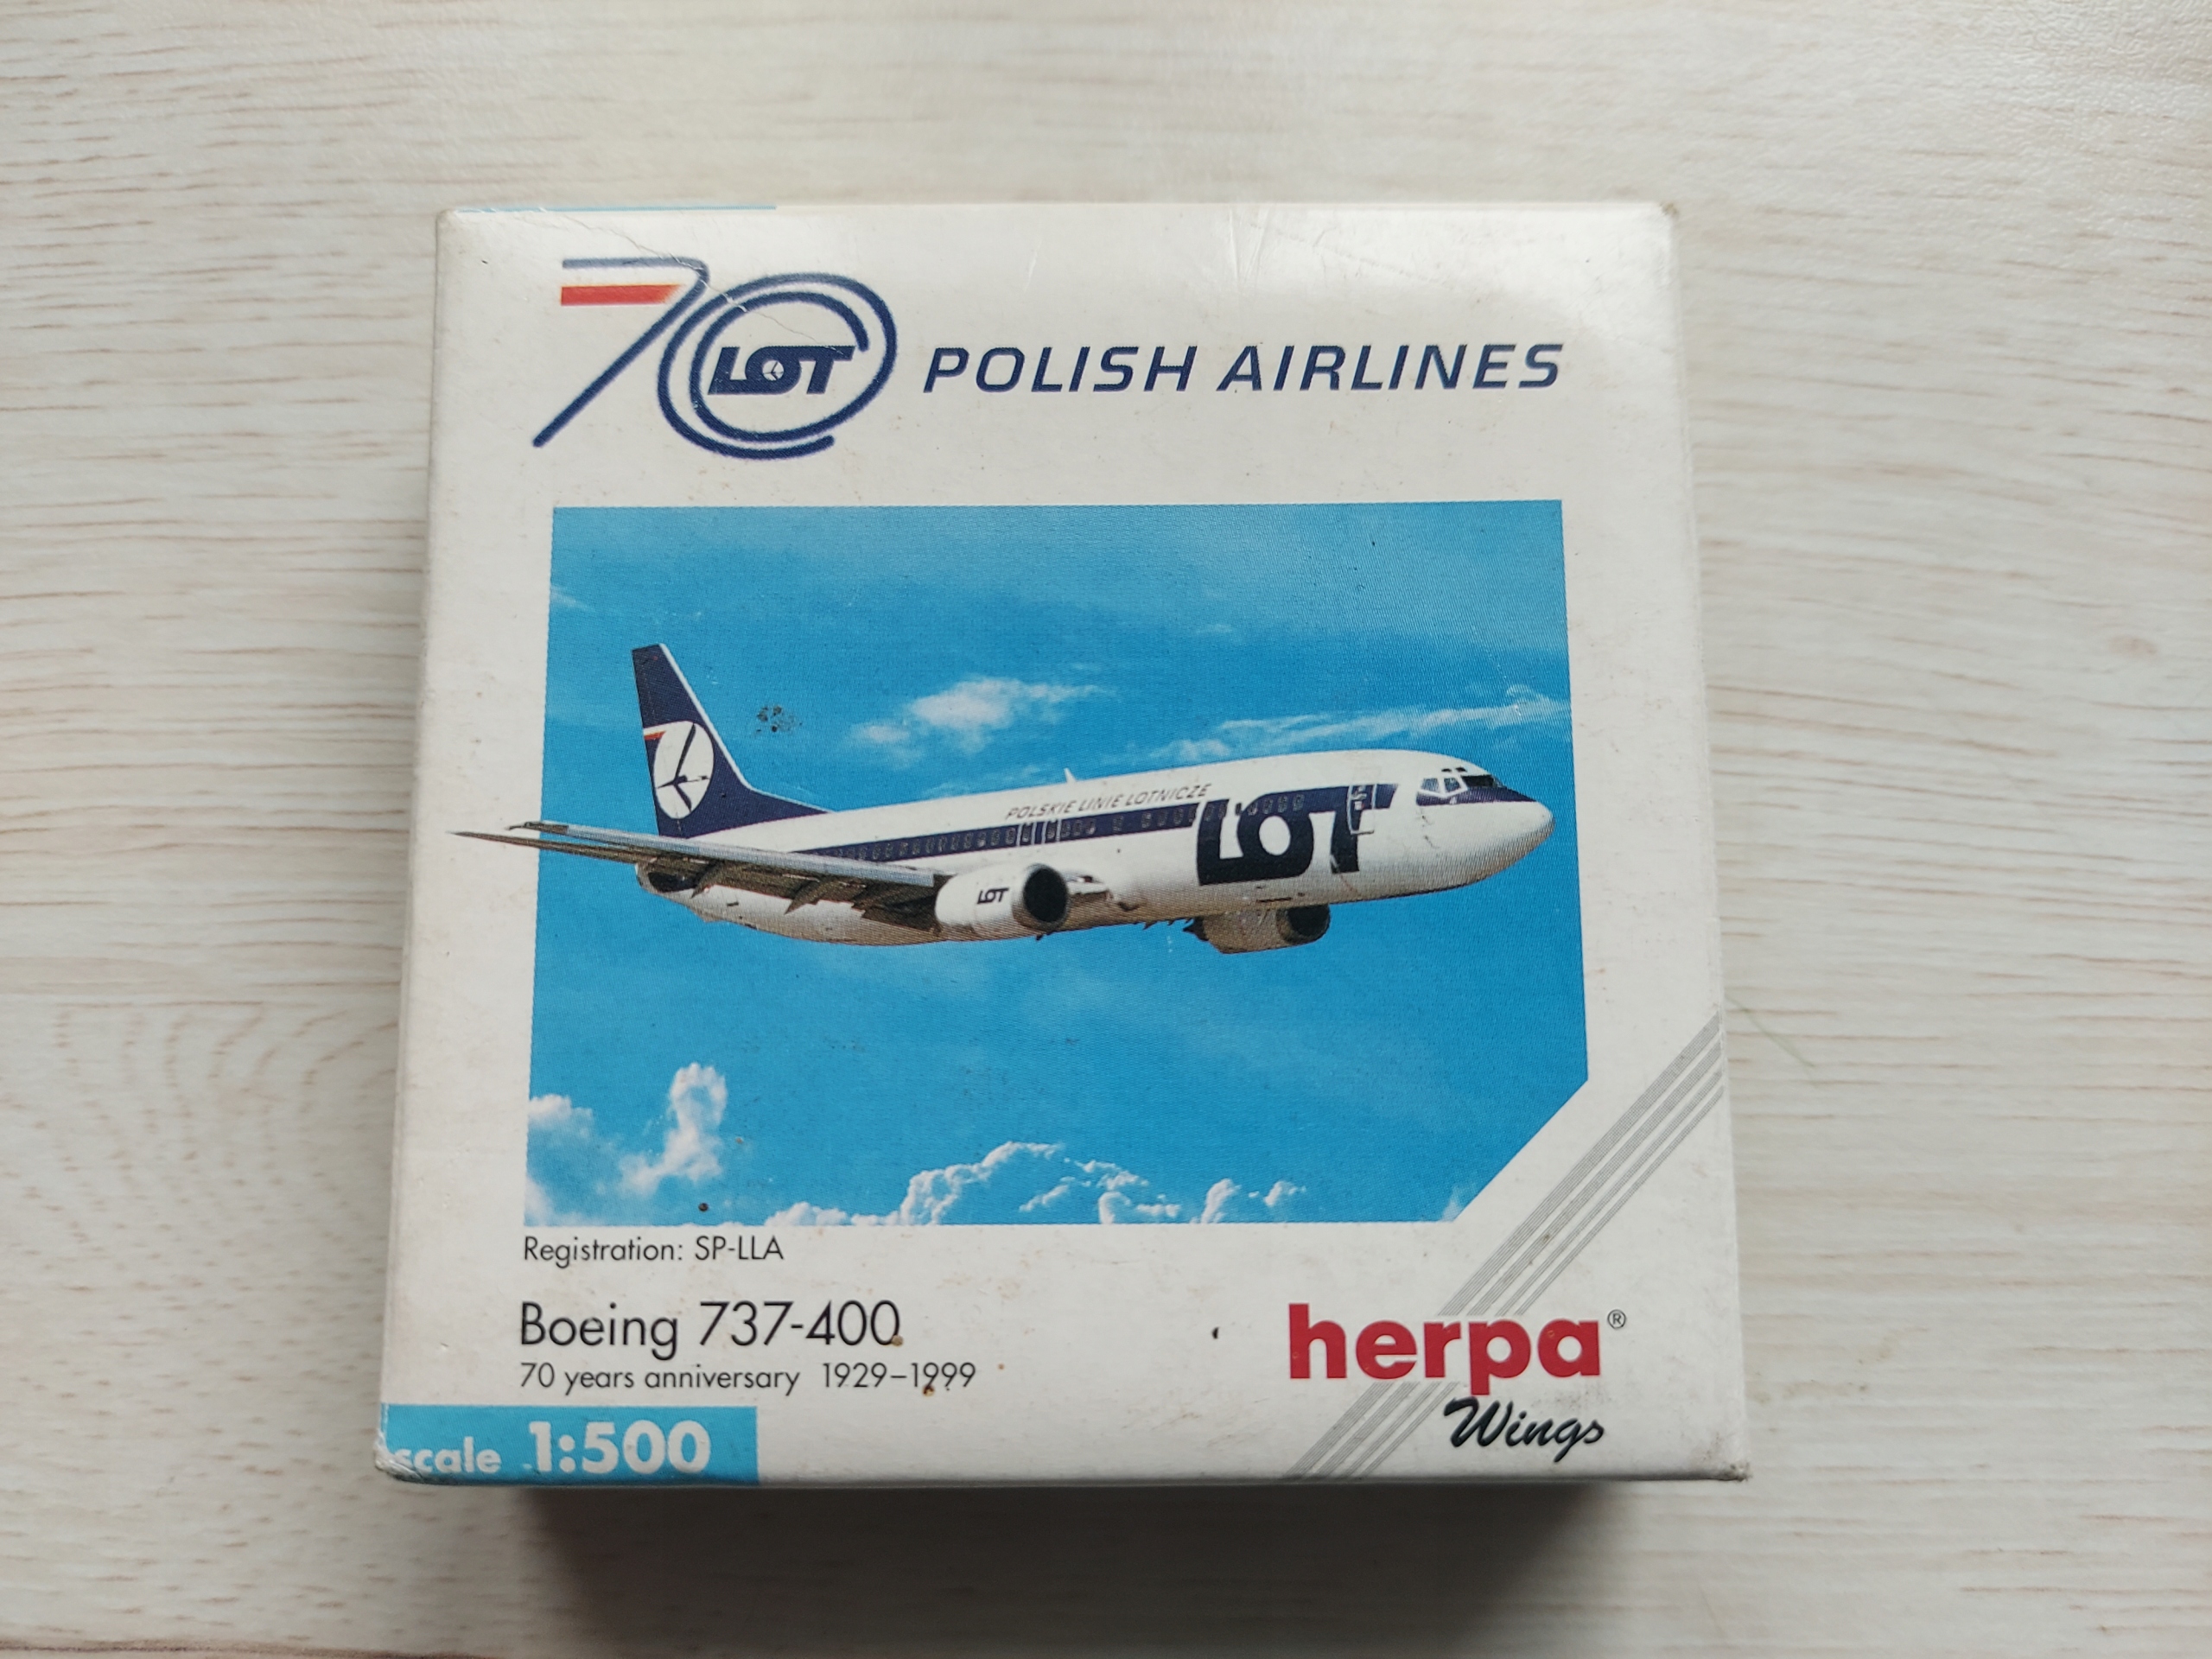 70 LOT POLISH AIRLINES
POLSKIE LINIE LOTNICZE
LOT
LOT
Registration: SP-LLA
Boeing 737-400
70 years anniversary 1929–1999
herpa®
Wings
scale 1:500